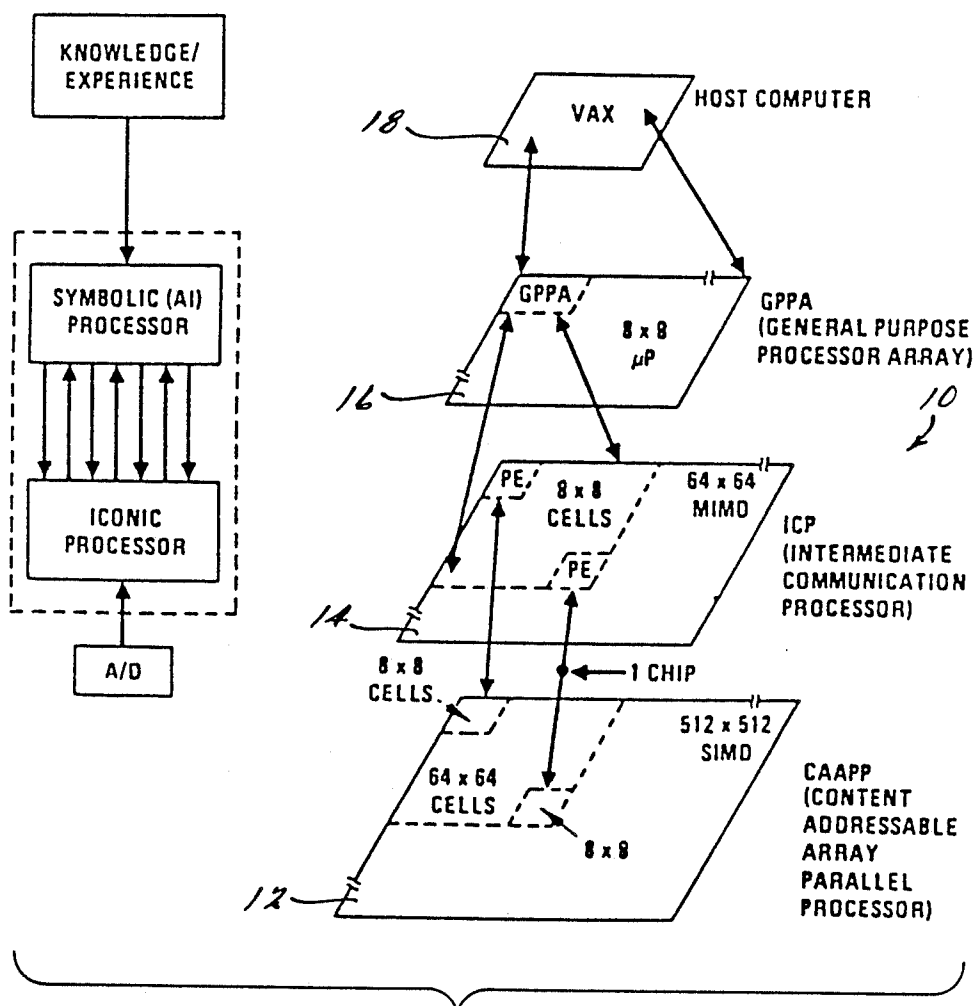 KNOWLEDGE/
EXPERIENCE
SYMBOLIC (AI)
PROCESSOR
ICONIC
PROCESSOR
A/D
VAX
HOST COMPUTER
18
GPPA
8 x 8
µP
GPPA
(GENERAL PURPOSE
PROCESSOR ARRAY)
16
10
PE
8 x 8
CELLS
PE
64 x 64
MIMD
ICP
(INTERMEDIATE
COMMUNICATION
PROCESSOR)
14
8 x 8
CELLS
1 CHIP
64 x 64
CELLS
8 x 8
512 x 512
SIMD
CAAPP
(CONTENT
ADDRESSABLE
ARRAY
PARALLEL
PROCESSOR)
12